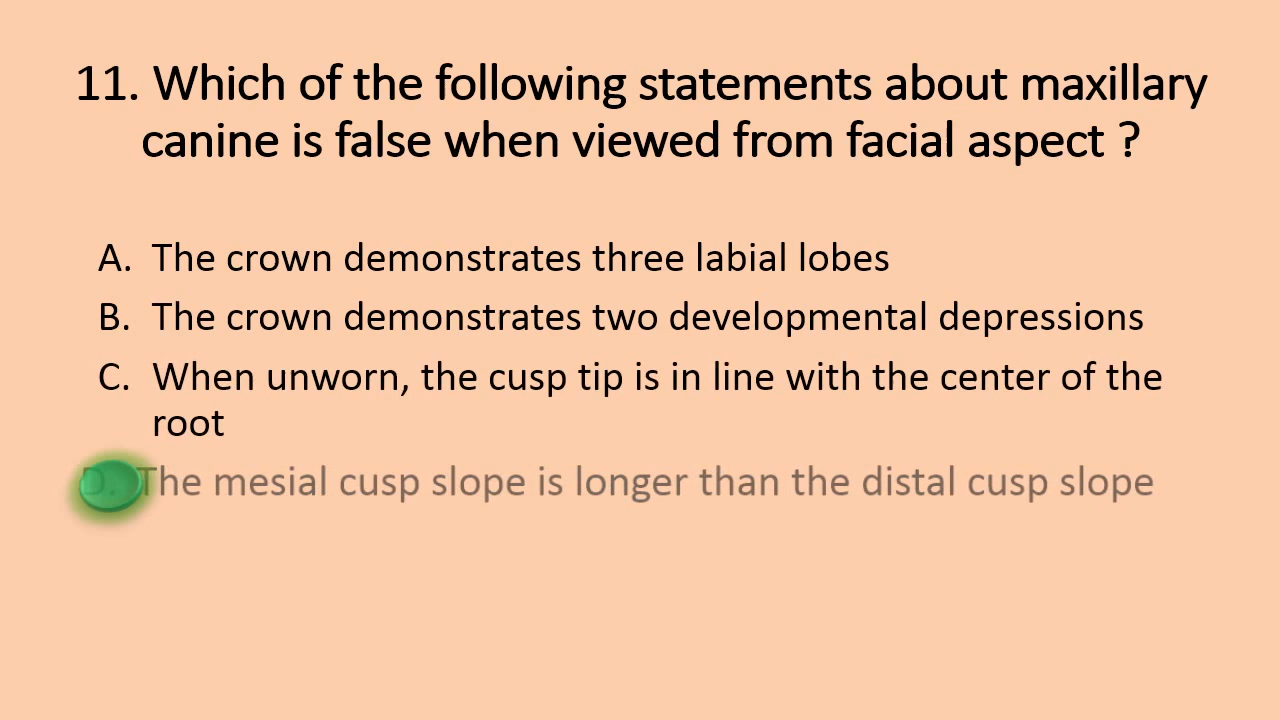 11. Which of the following statements about maxillary
canine is false when viewed from facial aspect ?
A. The crown demonstrates three labial lobes
B. The crown demonstrates two developmental depressions
C. When unworn, the cusp tip is in line with the center of the
root
D. The mesial cusp slope is longer than the distal cusp slope